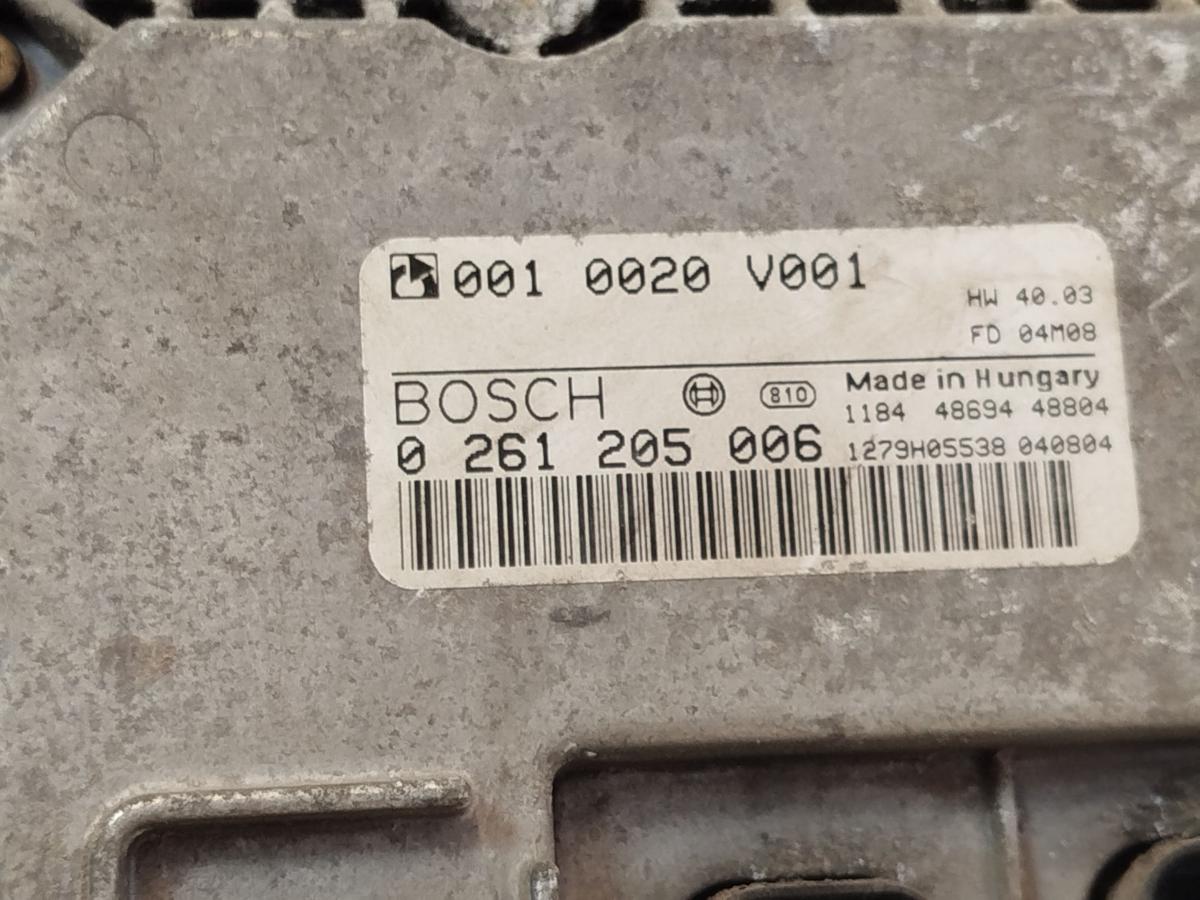 001 0020 V001
HW 40.03
FD 04M08
BOSCH 810 Made in Hungary
1184 48694 48804
0 261 205 006 1279H05538 040804